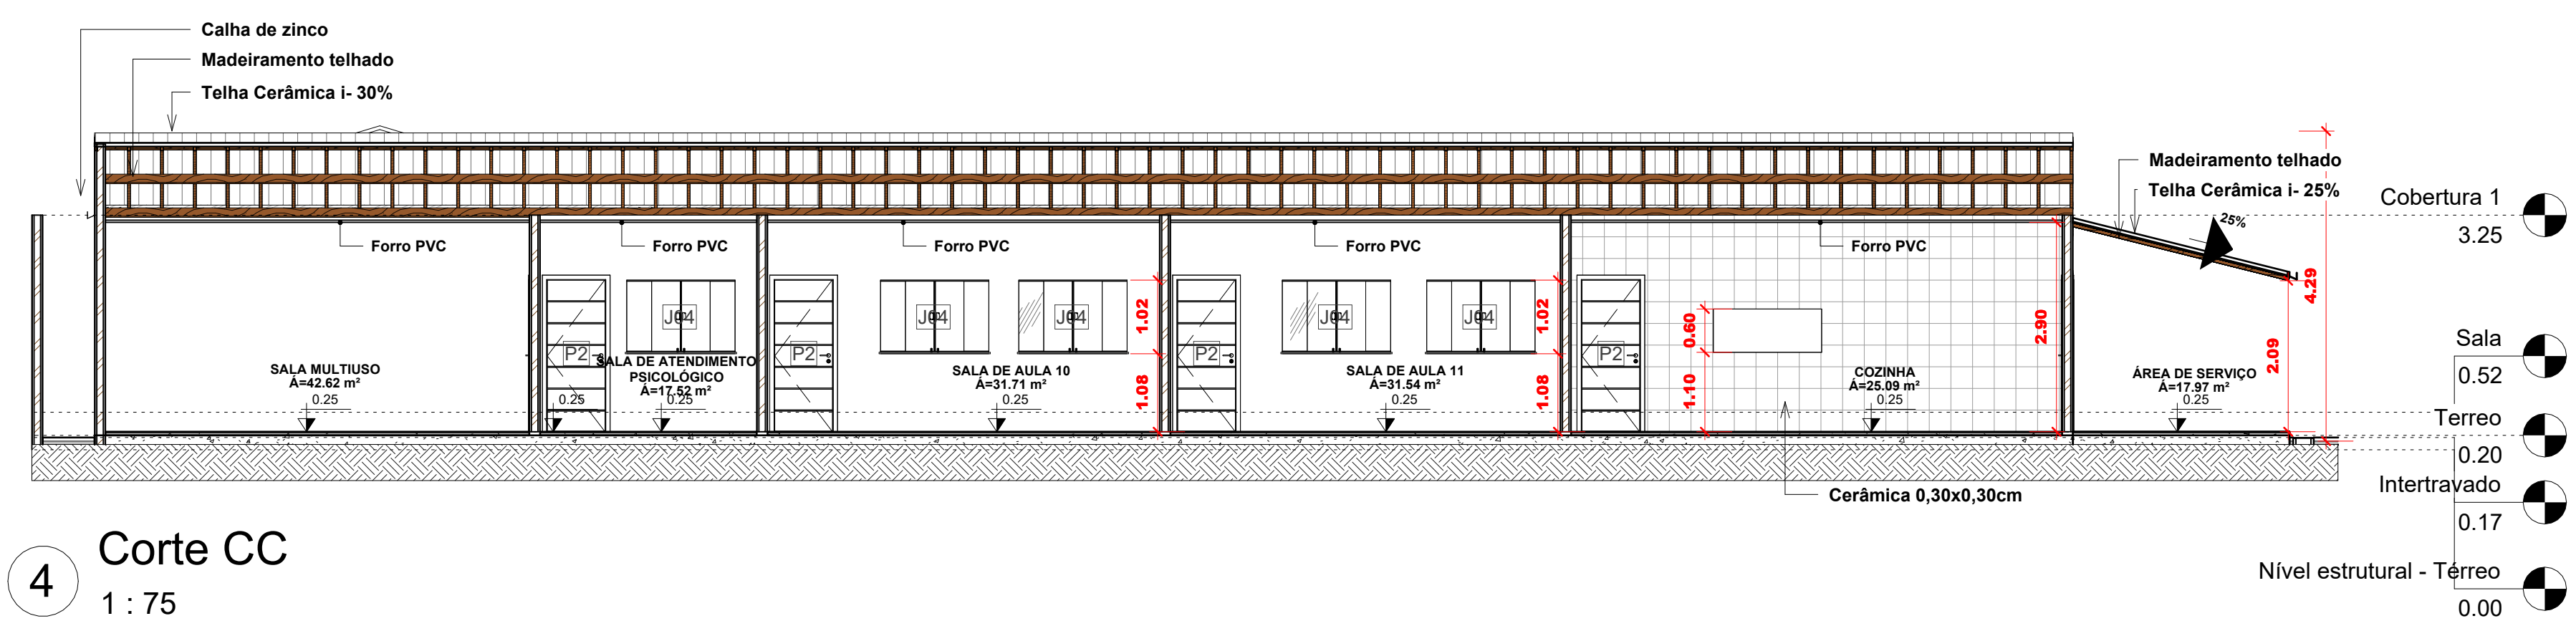 Calha de zinco
Madeiramento telhado
Telha Cerâmica i- 30%
Madeiramento telhado
Telha Cerâmica i- 25%
25%
Cobertura 1
3.25
Forro PVC
Forro PVC
Forro PVC
Forro PVC
Forro PVC
4.29
J04
J04
J04
J04
J04
1.02
1.02
0.60
2.90
2.09
Sala
0.52
P2
P2
P2
P2
SALA MULTIUSO
Á=42.62 m²
0.25
0.25
SALA DE ATENDIMENTO
PSICOLÓGICO
Á=17.52 m²
0.25
SALA DE AULA 10
Á=31.71 m²
0.25
1.08
SALA DE AULA 11
Á=31.54 m²
0.25
1.08
1.10
COZINHA
Á=25.09 m²
0.25
ÁREA DE SERVIÇO
Á=17.97 m²
0.25
Terreo
0.20
Intertravado
0.17
Cerâmica 0,30x0,30cm
Nível estrutural - Térreo
0.00
4
Corte CC
1 : 75